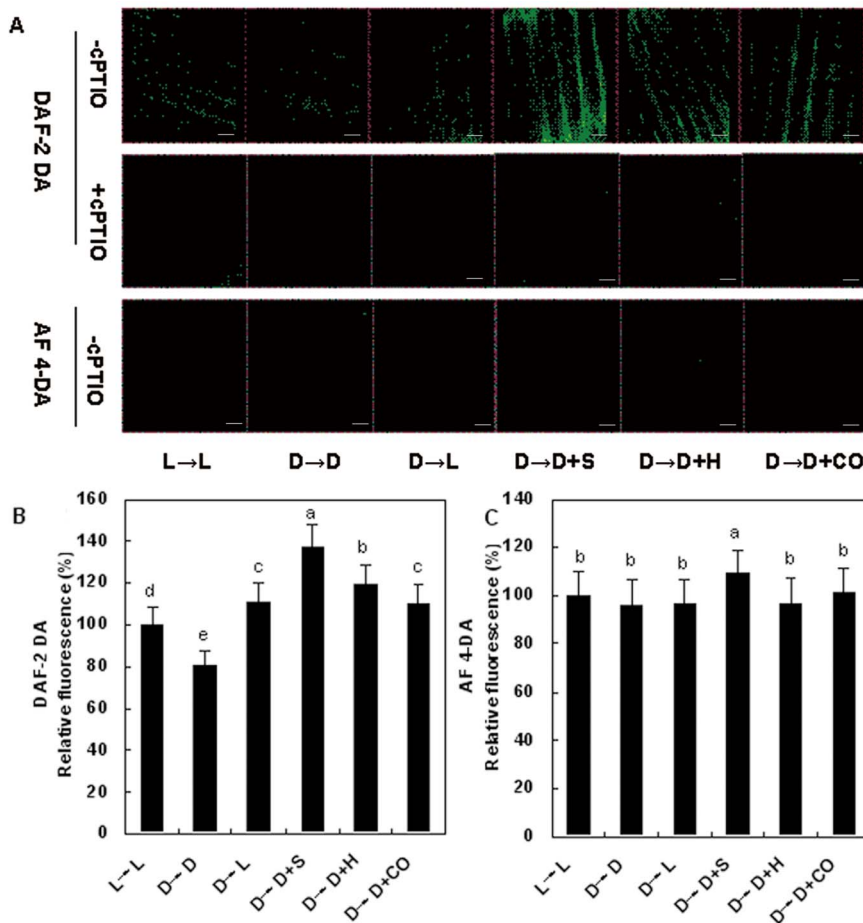 A
-cPTIO
DAF-2 DA
+cPTIO
AF 4-DA
-cPTIO
L→L D→D D→L D→D+S D→D+H D→D+CO
B
DAF-2 DA
Relative fluorescence (%)
160
140
120
100
80
60
40
20
0
d
e
c
a
b
c
L→L
D→D
D→L
D→D+S
D→D+H
D→D+CO
C
AF 4-DA
Relative fluorescence (%)
140
120
100
80
60
40
20
0
b
b
b
a
b
b
L→L
D→D
D→L
D→D+S
D→D+H
D→D+CO